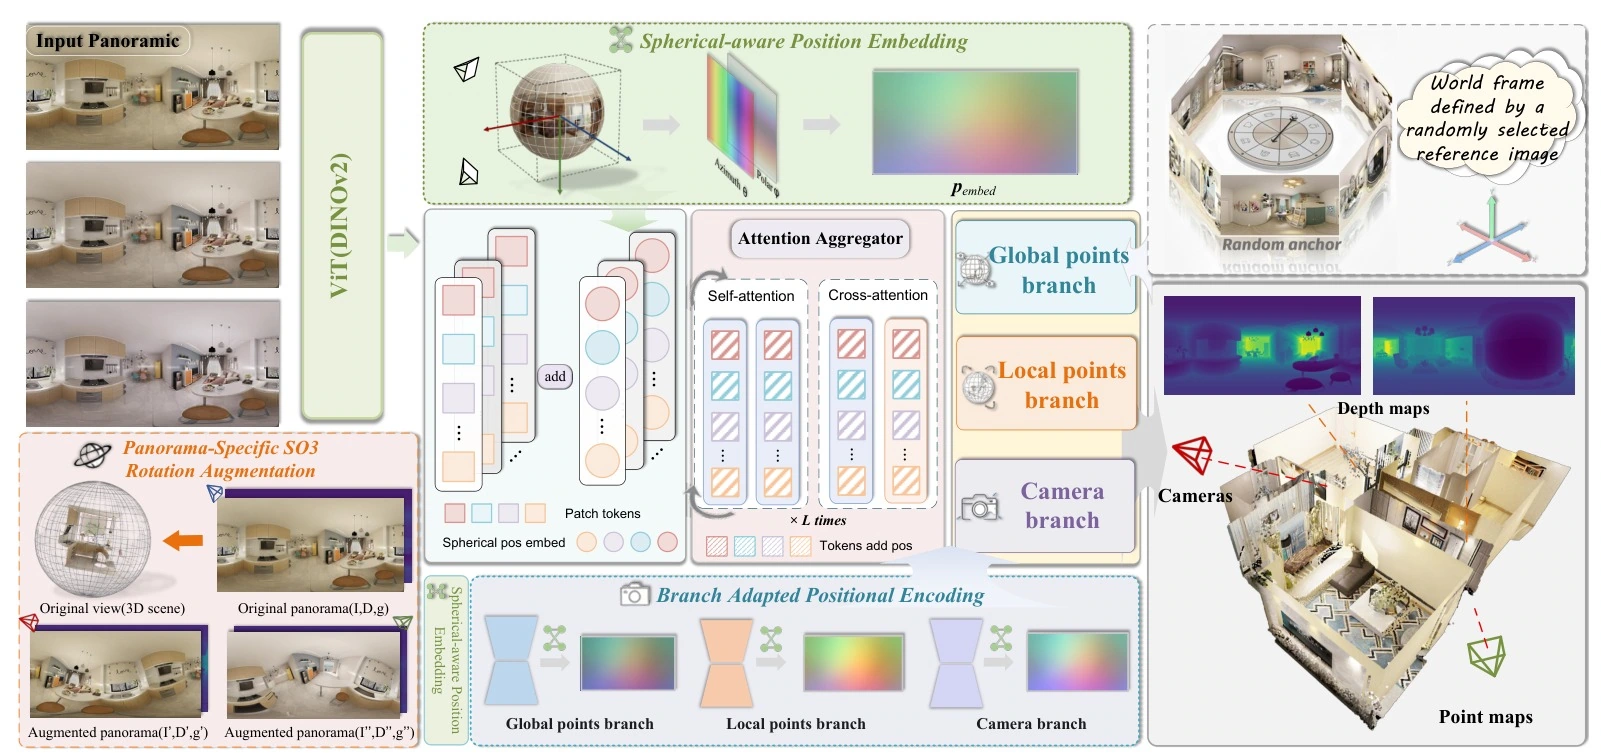 Input Panoramic
ViT(DINOv2)
Spherical-aware Position Embedding
Azimuth θ
Polar Φ
p embed
World frame
defined by a
randomly selected
reference image
Random anchor
add
Patch tokens
Spherical pos embed
Attention Aggregator
Self-attention
Cross-attention
× L times
Tokens add pos
Global points
branch
Local points
branch
Camera
branch
Depth maps
Cameras
Point maps
Panorama-Specific SO3
Rotation Augmentation
Original view(3D scene)
Original panorama(I,D,g)
Augmented panorama(I',D',g')
Augmented panorama(I'',D'',g'')
Spherical-aware Position
Embedding
Branch Adapted Positional Encoding
Global points branch
Local points branch
Camera branch